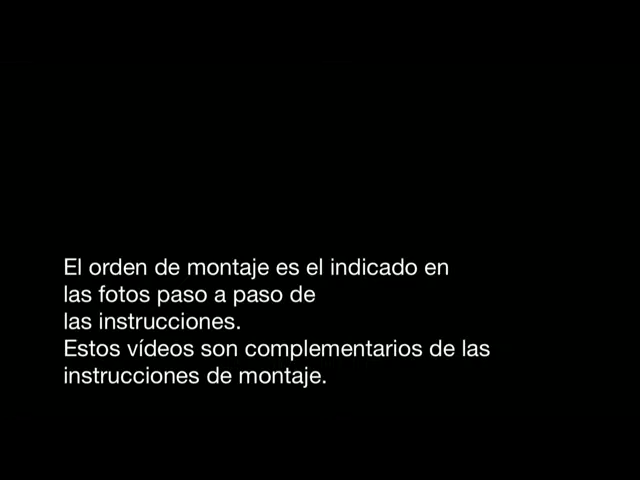 El orden de montaje es el indicado en
las fotos paso a paso de
las instrucciones.
Estos vídeos son complementarios de las
instrucciones de montaje.